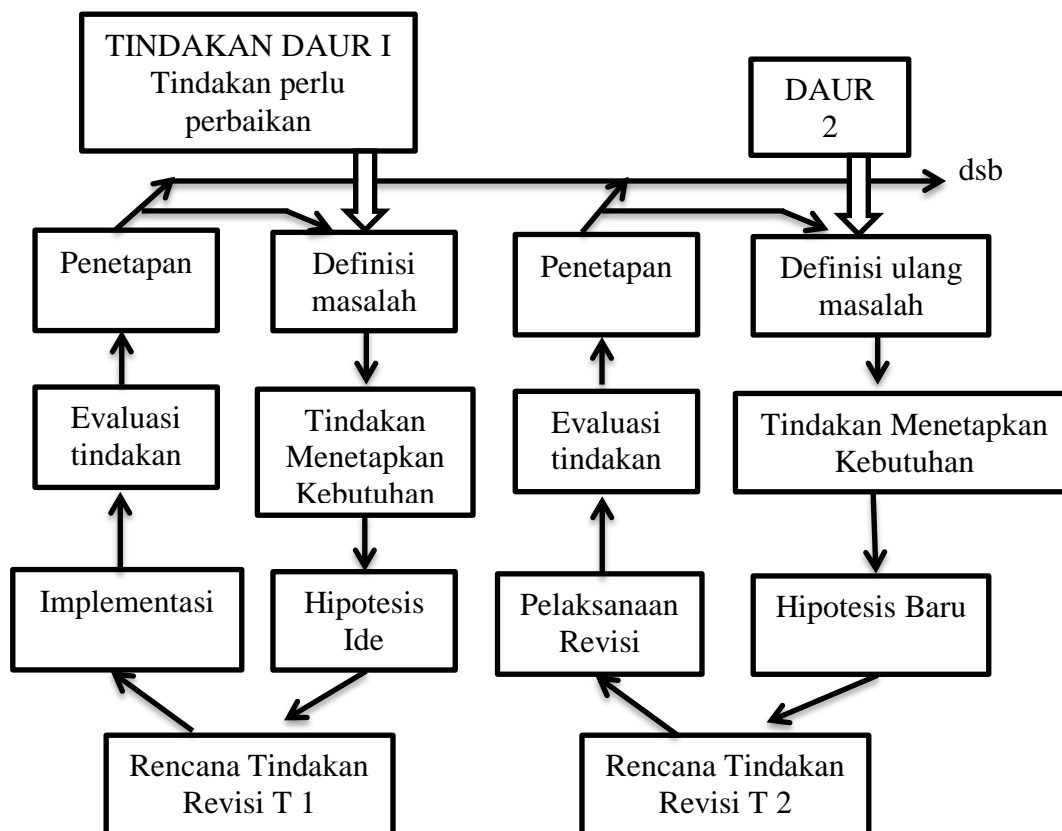 TINDAKAN DAUR I
Tindakan perlu
perbaikan
DAUR
2
dsb
Penetapan
Definisi
masalah
Penetapan
Definisi ulang
masalah
Evaluasi
tindakan
Tindakan
Menetapkan
Kebutuhan
Evaluasi
tindakan
Tindakan Menetapkan
Kebutuhan
Implementasi
Hipotesis
Ide
Pelaksanaan
Revisi
Hipotesis Baru
Rencana Tindakan
Revisi T 1
Rencana Tindakan
Revisi T 2